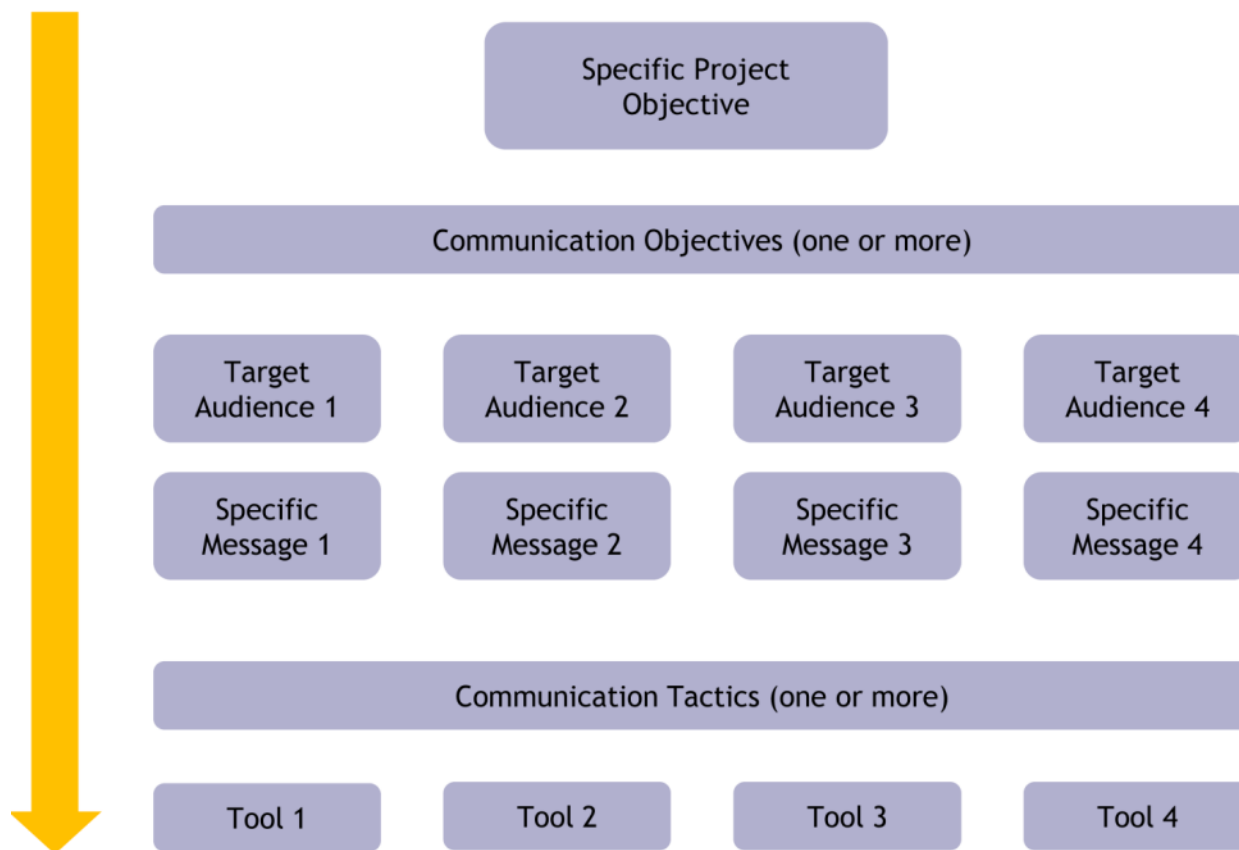 Specific Project
Objective
Communication Objectives (one or more)
Target
Audience 1
Target
Audience 2
Target
Audience 3
Target
Audience 4
Specific
Message 1
Specific
Message 2
Specific
Message 3
Specific
Message 4
Communication Tactics (one or more)
Tool 1
Tool 2
Tool 3
Tool 4